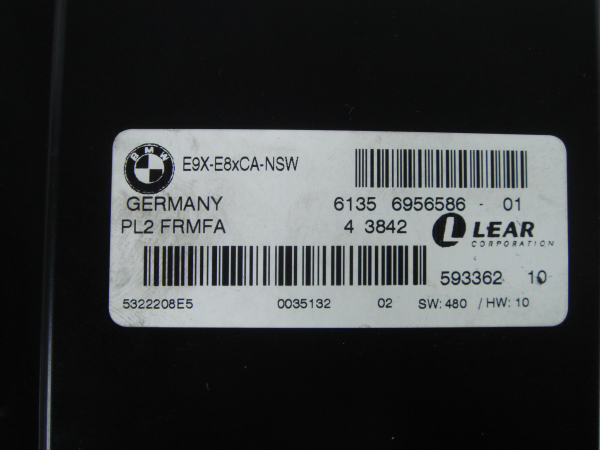 BMW E9X-E8xCA-NSW
GERMANY 6135 6956586 - 01
PL2 FRMFA 4 3842 L LEAR
CORPORATION
593362 10
5322208E5 0035132 02 SW: 480 / HW: 10